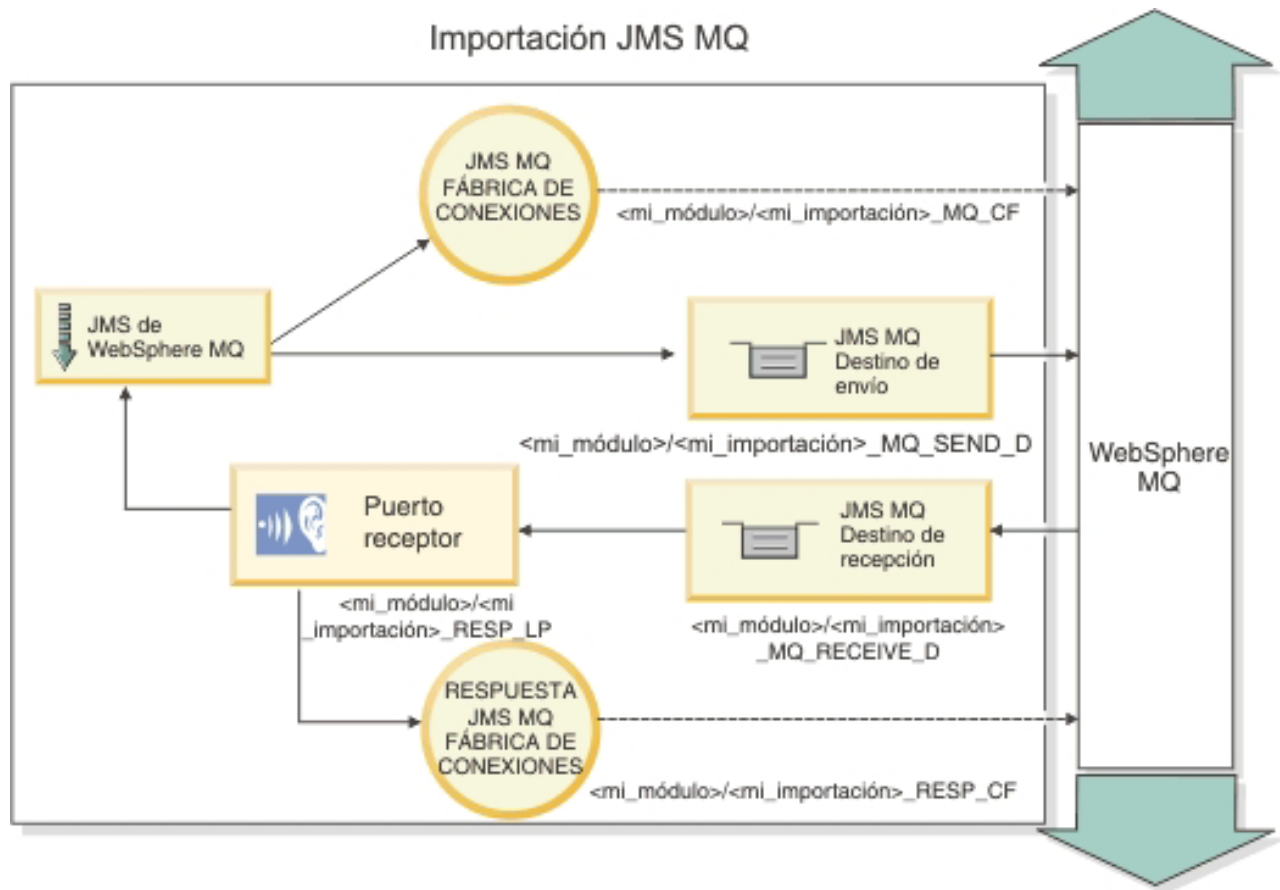 Importación JMS MQ
JMS MQ
FÁBRICA DE
CONEXIONES
<mi_módulo>/<mi_importación>_MQ_CF
JMS de
WebSphere MQ
JMS MQ
Destino de
envío
<mi_módulo>/<mi_importación>_MQ_SEND_D
WebSphere
MQ
Puerto
receptor
JMS MQ
Destino de
recepción
<mi_módulo>/<mi
_importación>_RESP_LP
<mi_módulo>/<mi_importación>
_MQ_RECEIVE_D
RESPUESTA
JMS MQ
FÁBRICA DE
CONEXIONES
<mi_módulo>/<mi_importación>_RESP_CF